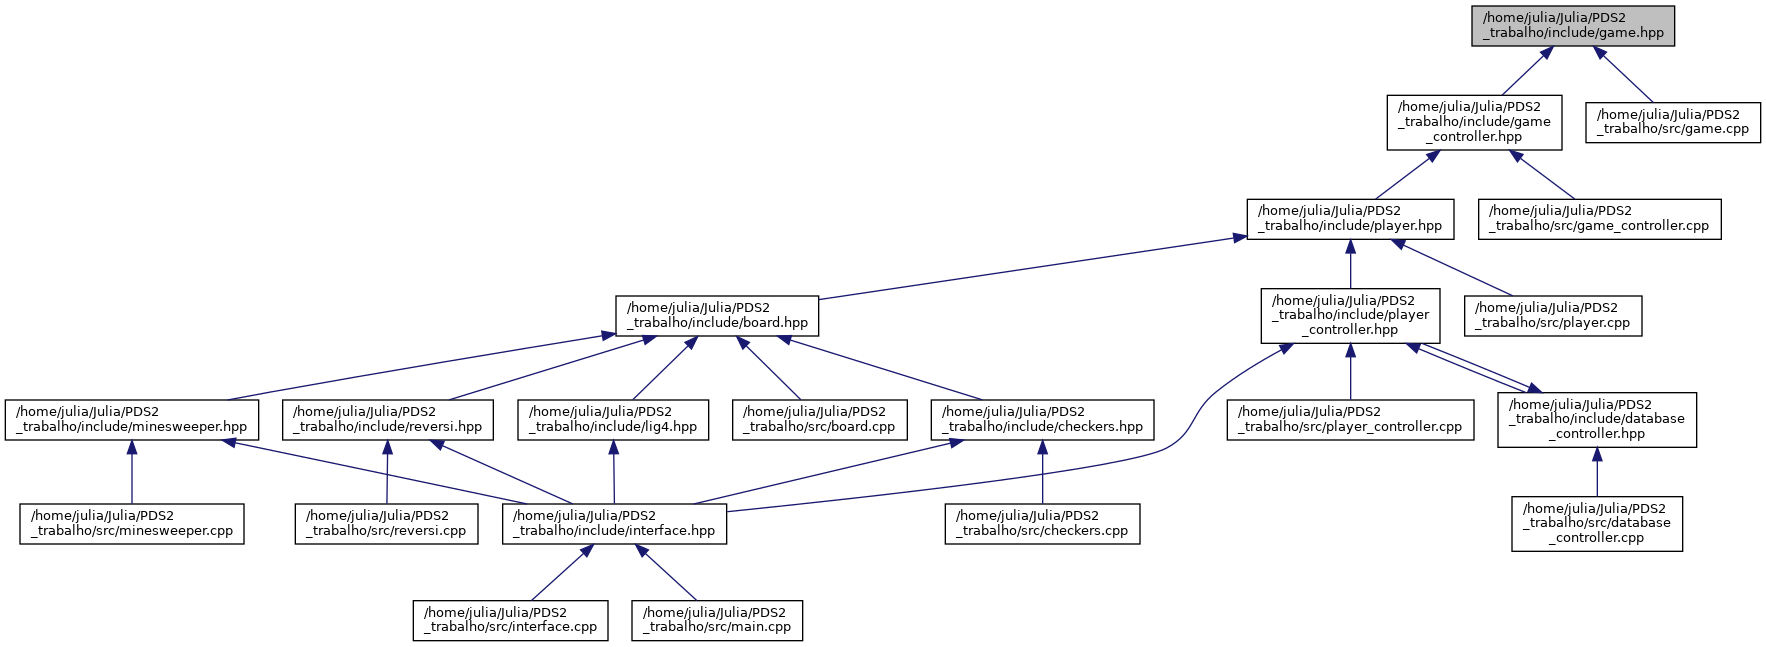 /home/julia/Julia/PDS2
_trabalho/include/game.hpp
/home/julia/Julia/PDS2
_trabalho/include/game
_controller.hpp
/home/julia/Julia/PDS2
_trabalho/src/game.cpp
/home/julia/Julia/PDS2
_trabalho/include/player.hpp
/home/julia/Julia/PDS2
_trabalho/src/game_controller.cpp
/home/julia/Julia/PDS2
_trabalho/include/board.hpp
/home/julia/Julia/PDS2
_trabalho/include/player
_controller.hpp
/home/julia/Julia/PDS2
_trabalho/src/player.cpp
/home/julia/Julia/PDS2
_trabalho/include/minesweeper.hpp
/home/julia/Julia/PDS2
_trabalho/include/reversi.hpp
/home/julia/Julia/PDS2
_trabalho/include/lig4.hpp
/home/julia/Julia/PDS2
_trabalho/src/board.cpp
/home/julia/Julia/PDS2
_trabalho/include/checkers.hpp
/home/julia/Julia/PDS2
_trabalho/src/player_controller.cpp
/home/julia/Julia/PDS2
_trabalho/include/database
_controller.hpp
/home/julia/Julia/PDS2
_trabalho/src/minesweeper.cpp
/home/julia/Julia/PDS2
_trabalho/src/reversi.cpp
/home/julia/Julia/PDS2
_trabalho/include/interface.hpp
/home/julia/Julia/PDS2
_trabalho/src/checkers.cpp
/home/julia/Julia/PDS2
_trabalho/src/database
_controller.cpp
/home/julia/Julia/PDS2
_trabalho/src/interface.cpp
/home/julia/Julia/PDS2
_trabalho/src/main.cpp